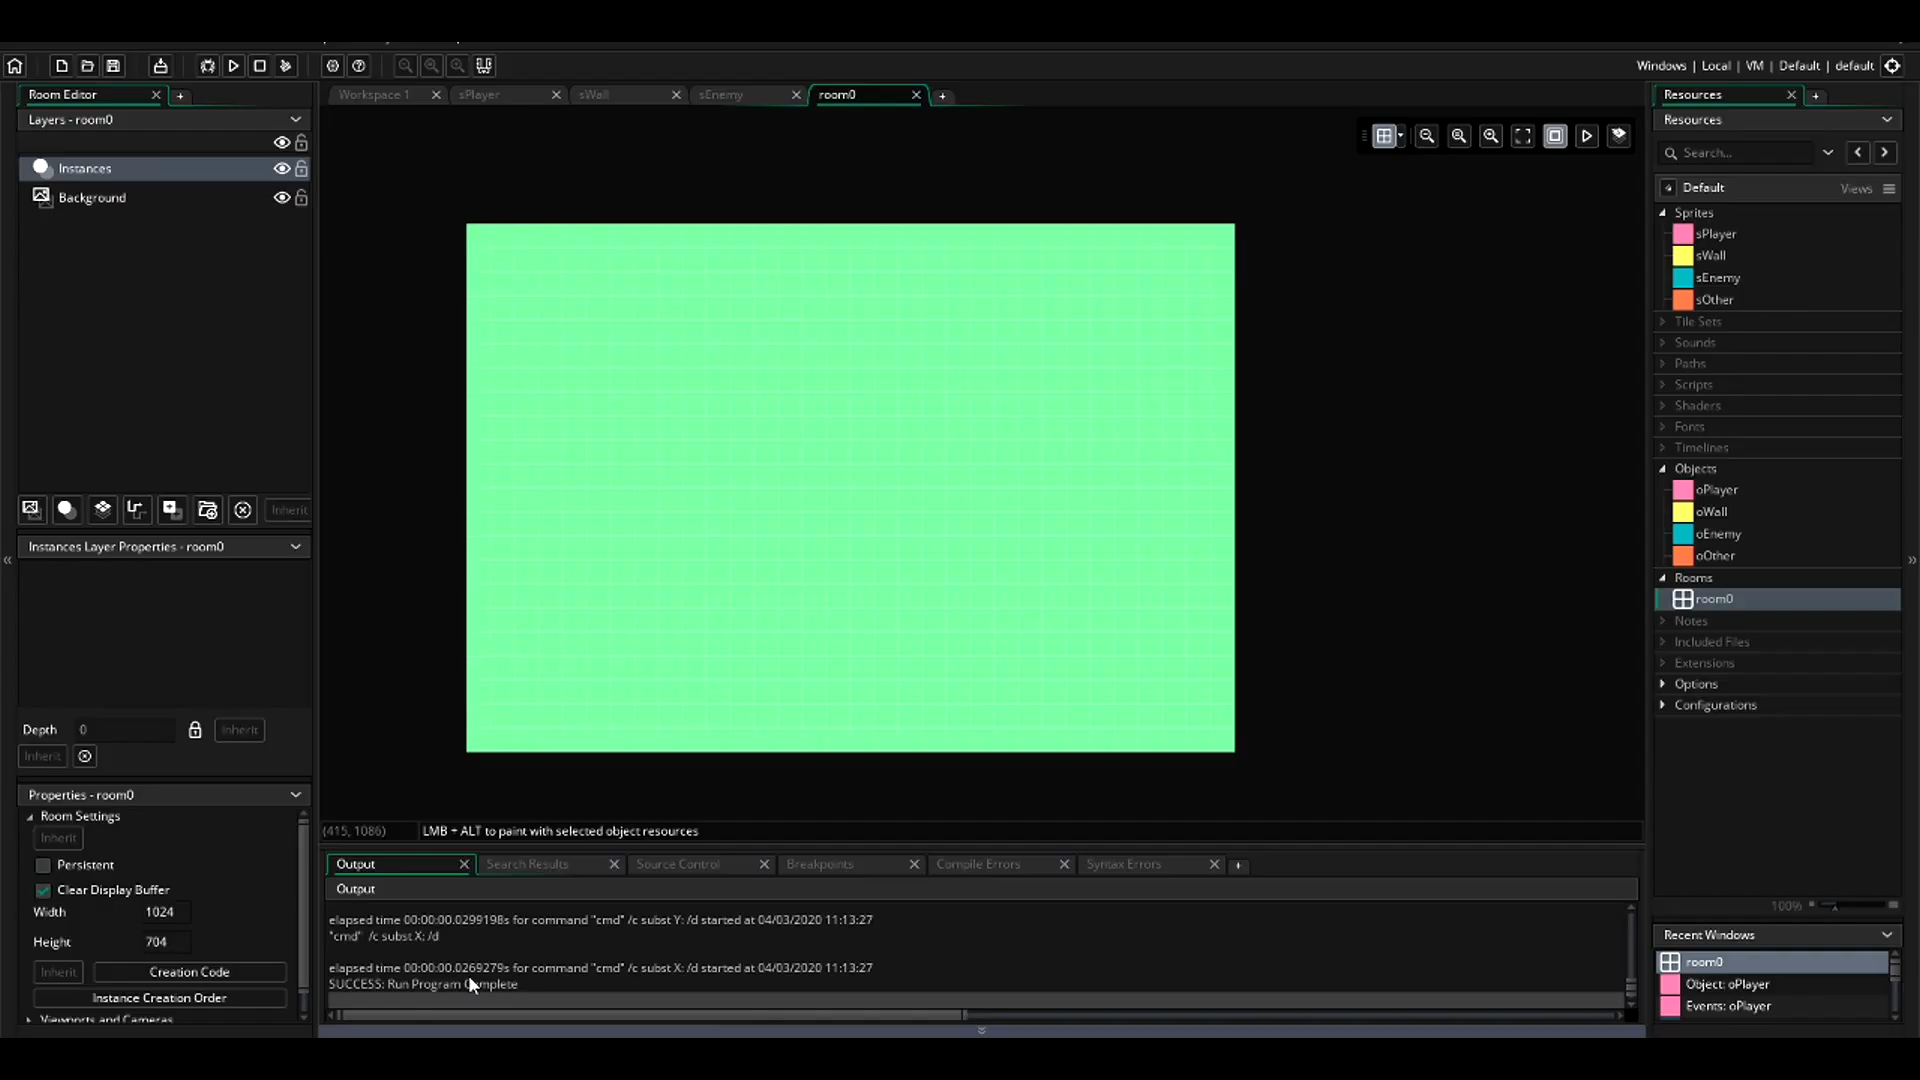 Windows | Local | VM | Default | default
Room Editor
Workspace 1
sPlayer
sWall
sEnemy
room0
Resources
Layers - room0
Resources
Search...
Instances
Default
Views
Background
Sprites
sPlayer
sWall
sEnemy
sOther
Tile Sets
Sounds
Paths
Scripts
Shaders
Fonts
Timelines
Objects
oPlayer
oWall
oEnemy
oOther
Rooms
room0
Notes
Included Files
Extensions
Options
Configurations
Inherit
Instances Layer Properties - room0
Depth
0
Inherit
Inherit
Properties - room0
Room Settings
Inherit
Persistent
Clear Display Buffer
Width
1024
Height
704
Inherit
Creation Code
Instance Creation Order
Viewports and Cameras
(415, 1086)
LMB + ALT to paint with selected object resources
Output
Search Results
Source Control
Breakpoints
Compile Errors
Syntax Errors
Output
elapsed time 00:00:00.0299198s for command "cmd" /c subst Y: /d started at 04/03/2020 11:13:27
"cmd" /c subst X: /d
elapsed time 00:00:00.0269279s for command "cmd" /c subst X: /d started at 04/03/2020 11:13:27
SUCCESS: Run Program Complete
100%
Recent Windows
room0
Object: oPlayer
Events: oPlayer